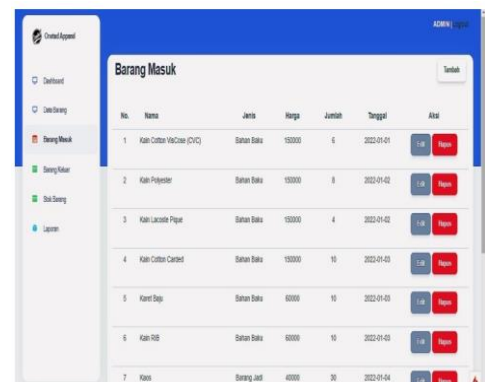 ADMIN | Logout
Oneted Apparel
Dashboard
Data Barang
Barang Masuk
Barang Keluar
Stok Barang
Laporan
Barang Masuk
Tambah
No. Nama Jenis Harga Jumlah Tanggal Aksi
1 Kain Cotton VisCose (CVC) Bahan Baku 150000 6 2022-01-01 Edit Hapus
2 Kain Polyester Bahan Baku 150000 8 2022-01-02 Edit Hapus
3 Kain Lacoste Pique Bahan Baku 150000 4 2022-01-02 Edit Hapus
4 Kain Cotton Carded Bahan Baku 150000 10 2022-01-03 Edit Hapus
5 Karet Baju Bahan Baku 60000 10 2022-01-03 Edit Hapus
6 Kain RIB Bahan Baku 60000 10 2022-01-03 Edit Hapus
7 Kaos Barang Jadi 40000 30 2022-01-04 Edit Hapus